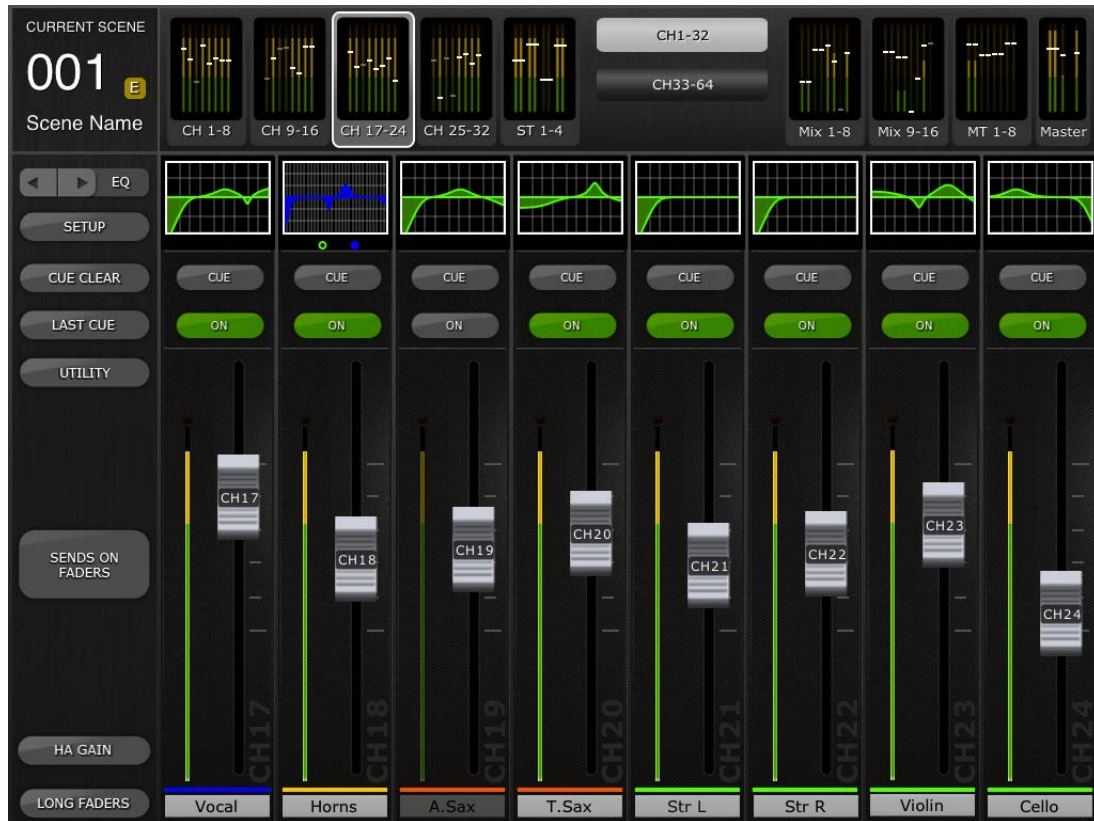 CURRENT SCENE
001 E
Scene Name
CH 1-8
CH 9-16
CH 17-24
CH 25-32
ST 1-4
CH1-32
CH33-64
Mix 1-8
Mix 9-16
MT 1-8
Master
EQ
SETUP
CUE CLEAR
LAST CUE
UTILITY
SENDS ON
FADERS
HA GAIN
LONG FADERS
CUE CUE CUE CUE CUE CUE CUE CUE
ON ON ON ON ON ON ON ON
CH17 CH18 CH19 CH20 CH21 CH22 CH23 CH24
CH17 CH18 CH19 CH20 CH21 CH22 CH23 CH24
Vocal Horns A.Sax T.Sax Str L Str R Violin Cello